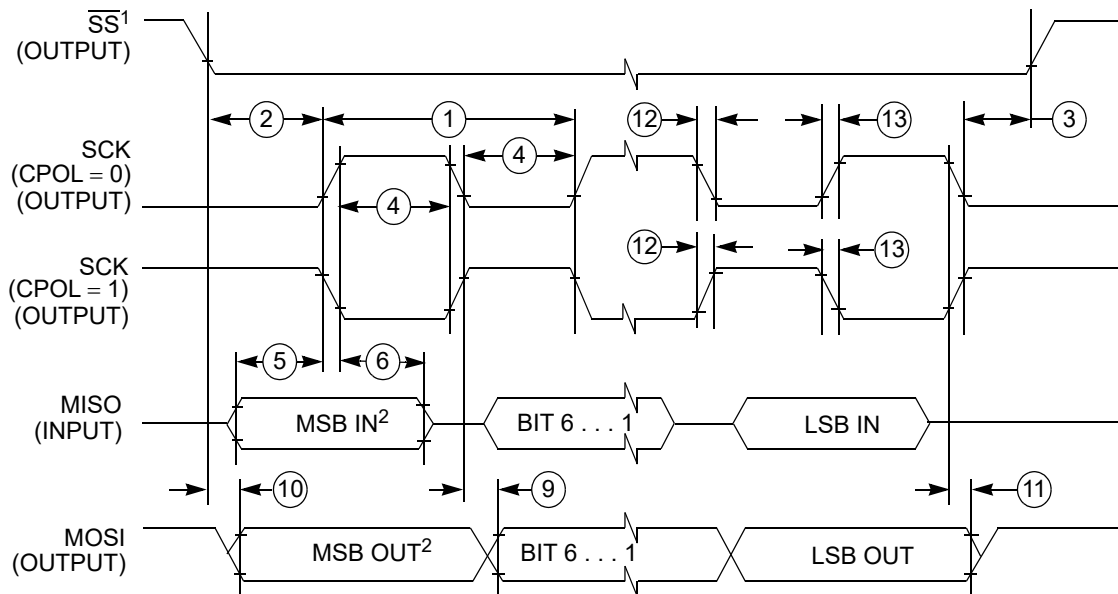 SS¹
(OUTPUT)
2
1
12
13
3
SCK
(CPOL = 0)
(OUTPUT)
4
4
12
13
SCK
(CPOL = 1)
(OUTPUT)
5
6
MISO
(INPUT)
MSB IN²
BIT 6 . . . 1
LSB IN
10
9
11
MOSI
(OUTPUT)
MSB OUT²
BIT 6 . . . 1
LSB OUT